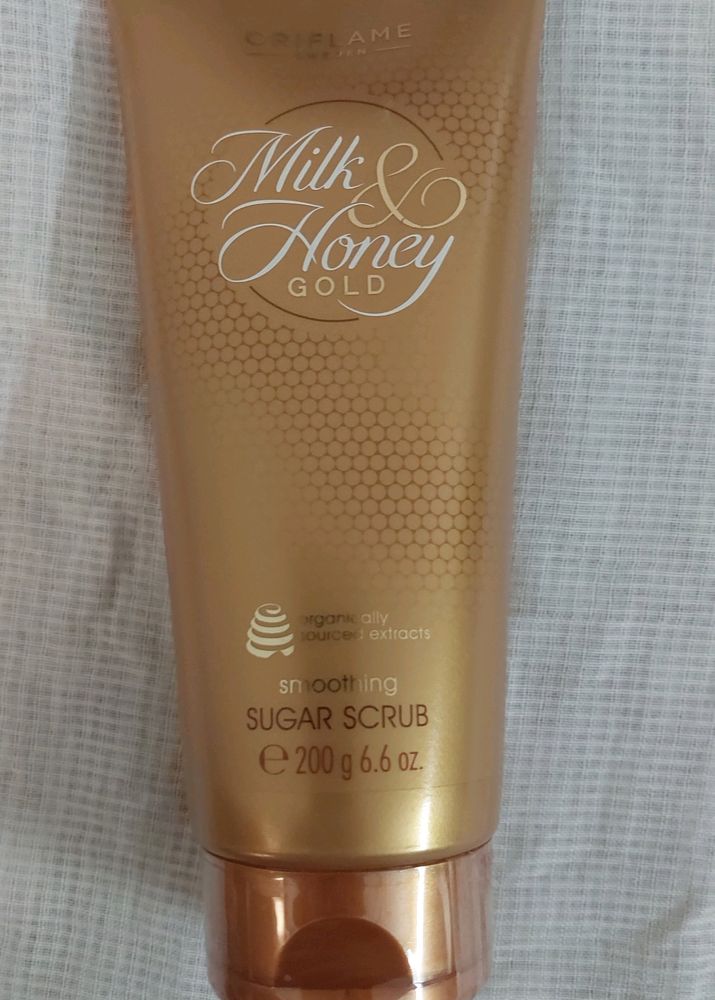 ORIFLAME
SWEDEN
Milk &
Honey
GOLD
organically
sourced extracts
smoothing
SUGAR SCRUB
℮ 200 g 6.6 oz.